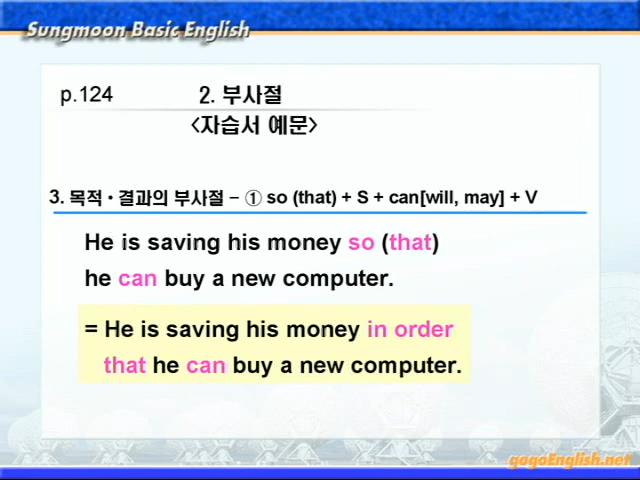 Sungmoon Basic English
p.124
2. 부사절
<자습서 예문>
3. 목적・결과의 부사절 – ① so (that) + S + can[will, may] + V
He is saving his money so (that)
he can buy a new computer.
= He is saving his money in order
that he can buy a new computer.
gogoEnglish.net